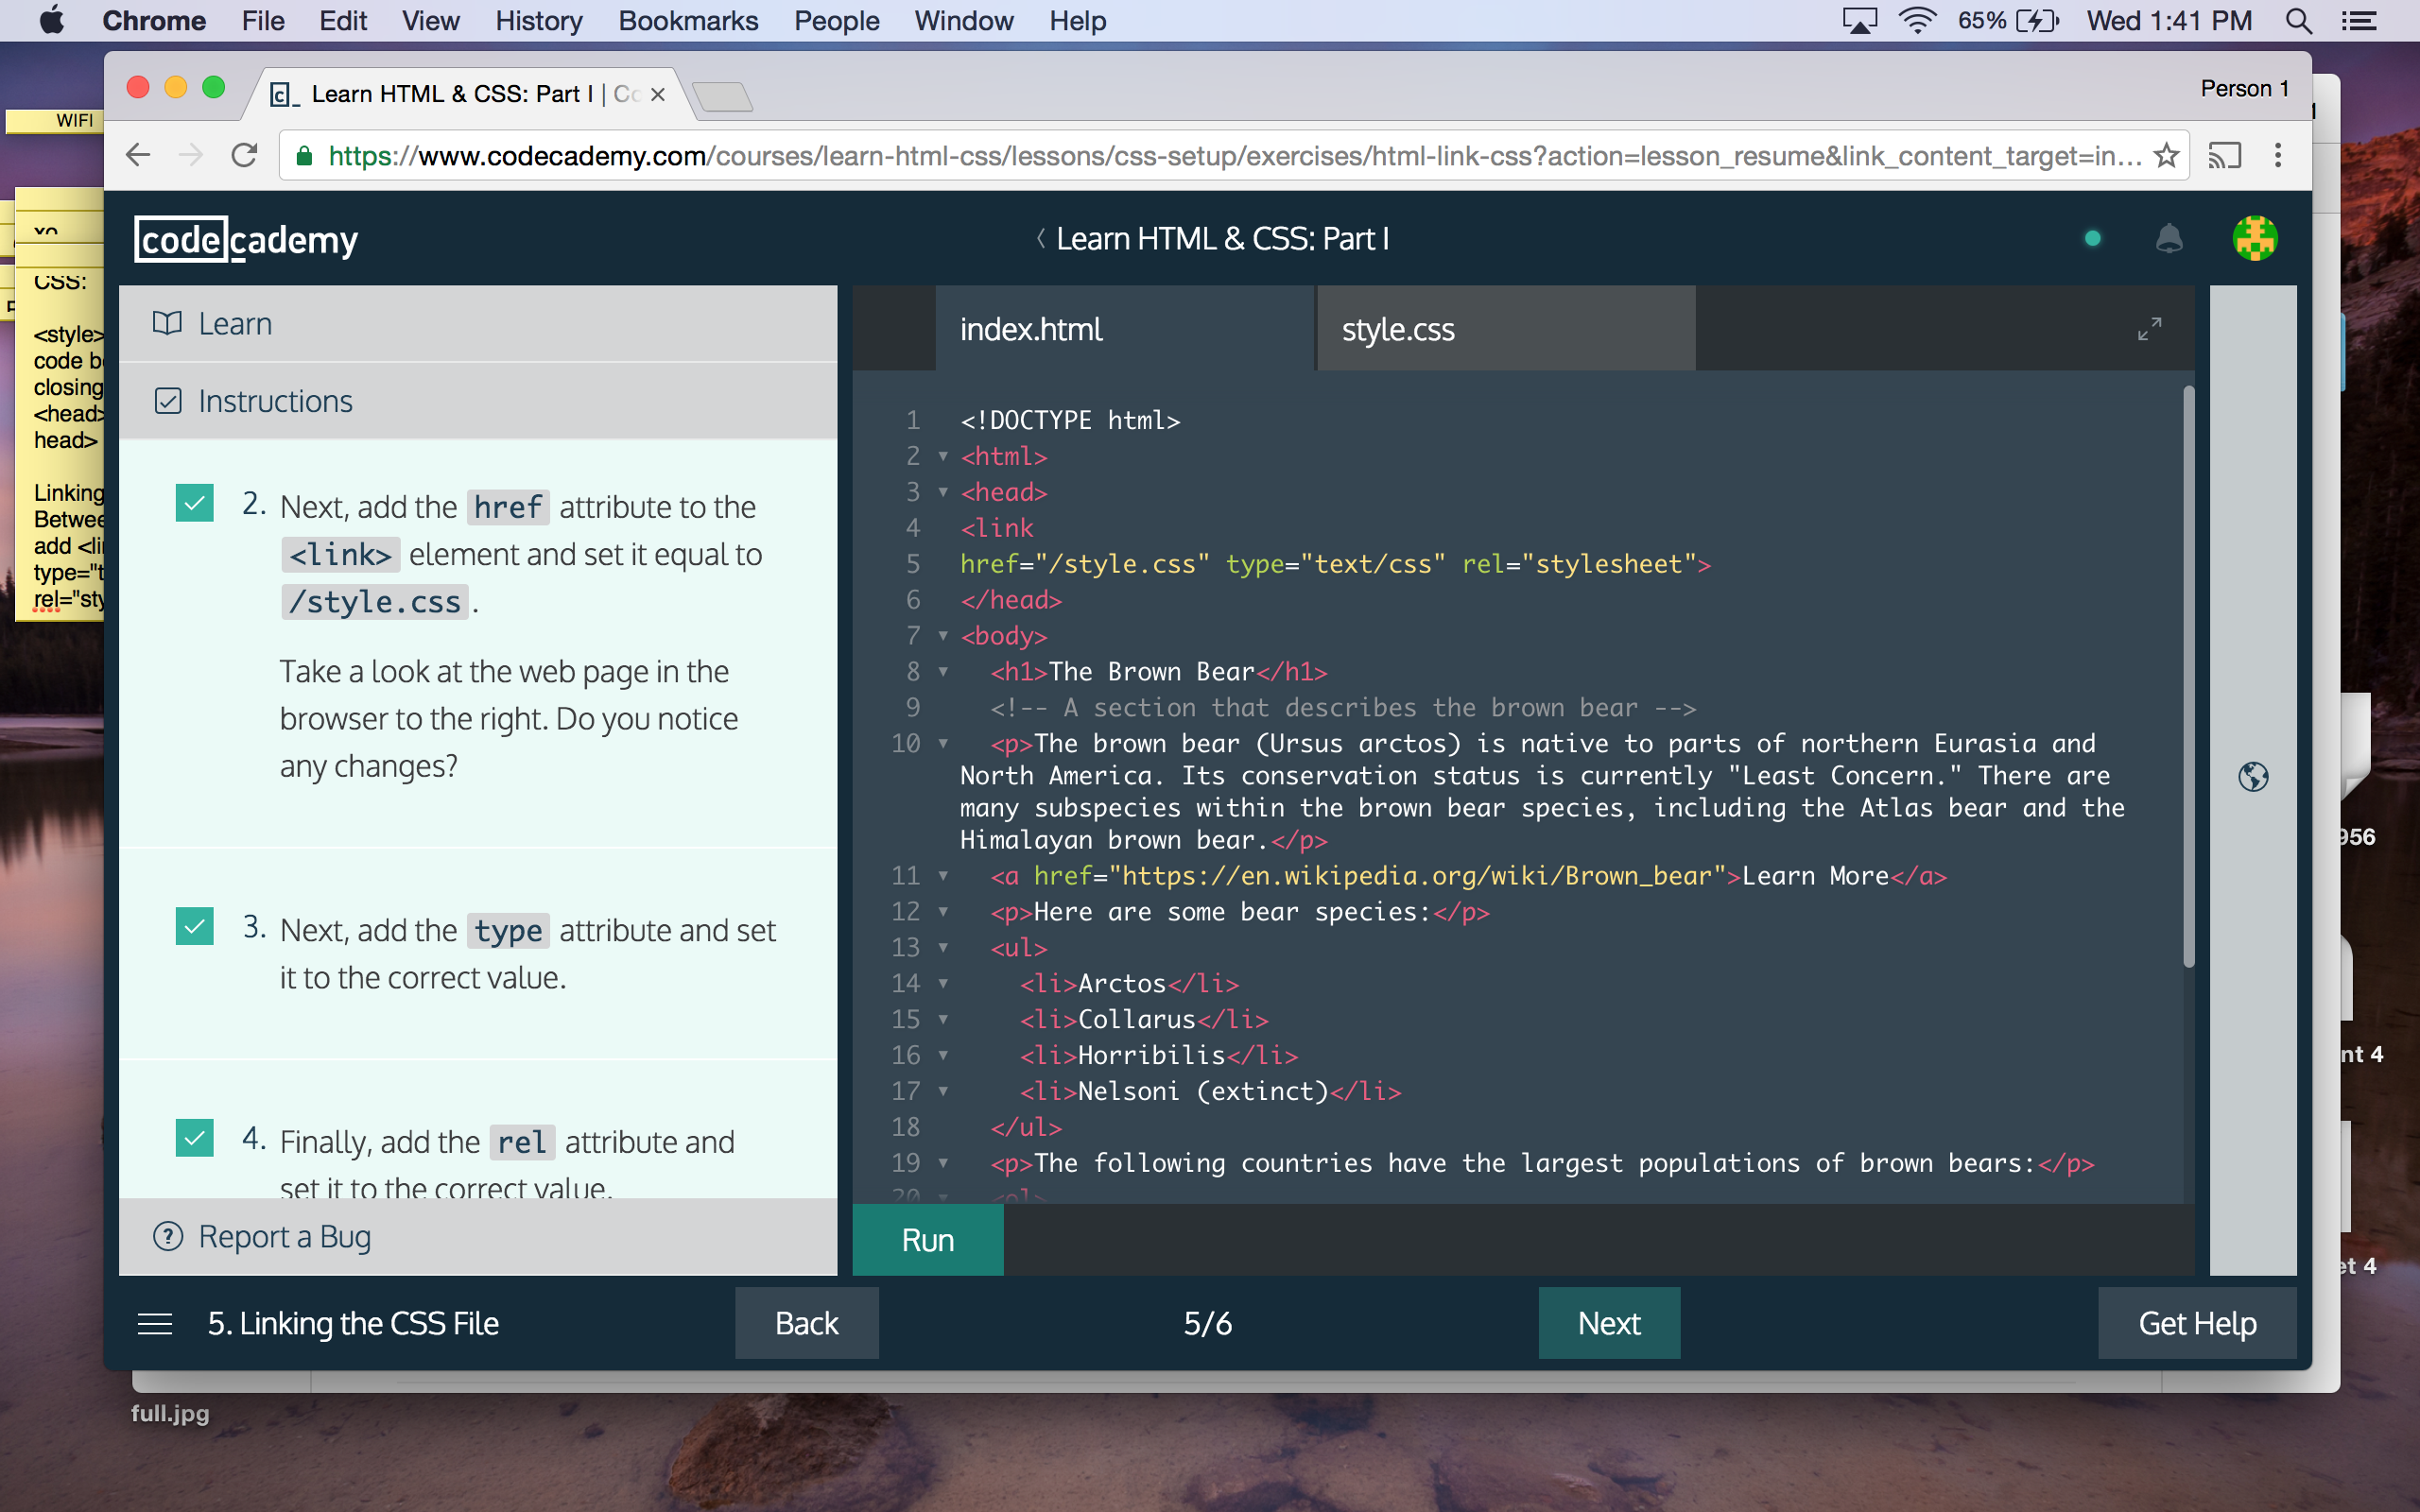 Chrome File Edit View History Bookmarks People Window Help 65% Wed 1:41 PM
Learn HTML & CSS: Part I | Co
Person 1
https://www.codecademy.com/courses/learn-html-css/lessons/css-setup/exercises/html-link-css?action=lesson_resume&link_content_target=in...
WIFI
xo
CSS:
<style>
code be
closing
<head>
head>
Linking
Betwee
add <li
type="t
rel="sty
codecademy
Learn HTML & CSS: Part I
Learn
Instructions
2. Next, add the href attribute to the
<link> element and set it equal to
/style.css.
Take a look at the web page in the
browser to the right. Do you notice
any changes?
3. Next, add the type attribute and set
it to the correct value.
4. Finally, add the rel attribute and
set it to the correct value.
Report a Bug
index.html
style.css
1 <!DOCTYPE html>
2 <html>
3 <head>
4 <link
5 href="/style.css" type="text/css" rel="stylesheet">
6 </head>
7 <body>
8 <h1>The Brown Bear</h1>
9 <!-- A section that describes the brown bear -->
10 <p>The brown bear (Ursus arctos) is native to parts of northern Eurasia and
North America. Its conservation status is currently "Least Concern." There are
many subspecies within the brown bear species, including the Atlas bear and the
Himalayan brown bear.</p>
11 <a href="https://en.wikipedia.org/wiki/Brown_bear">Learn More</a>
12 <p>Here are some bear species:</p>
13 <ul>
14 <li>Arctos</li>
15 <li>Collarus</li>
16 <li>Horribilis</li>
17 <li>Nelsoni (extinct)</li>
18 </ul>
19 <p>The following countries have the largest populations of brown bears:</p>
20 <ol>
Run
5. Linking the CSS File
Back
5/6
Next
Get Help
956
nt 4
et 4
full.jpg